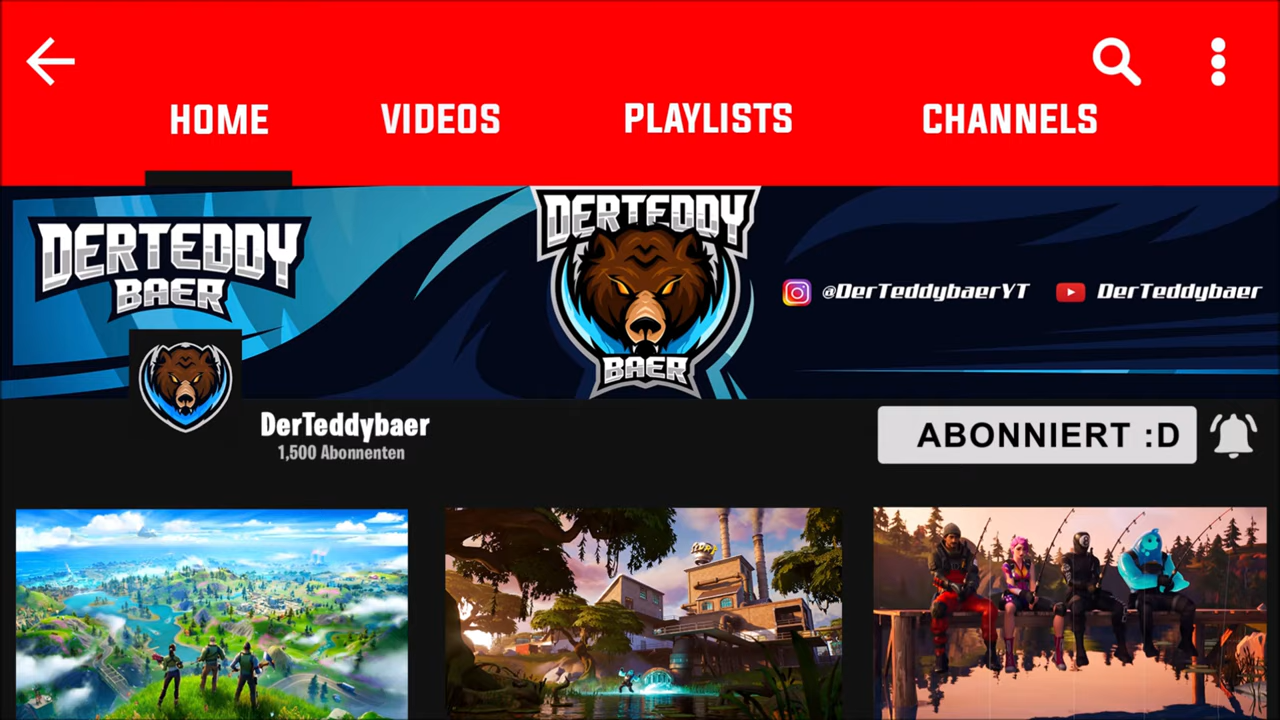 HOME VIDEOS PLAYLISTS CHANNELS
DERTEDDY
BAER
DERTEDDY
BAER
@DerTeddybaerYT DerTeddybaer
DerTeddybaer
1,500 Abonnenten
ABONNIERT :D